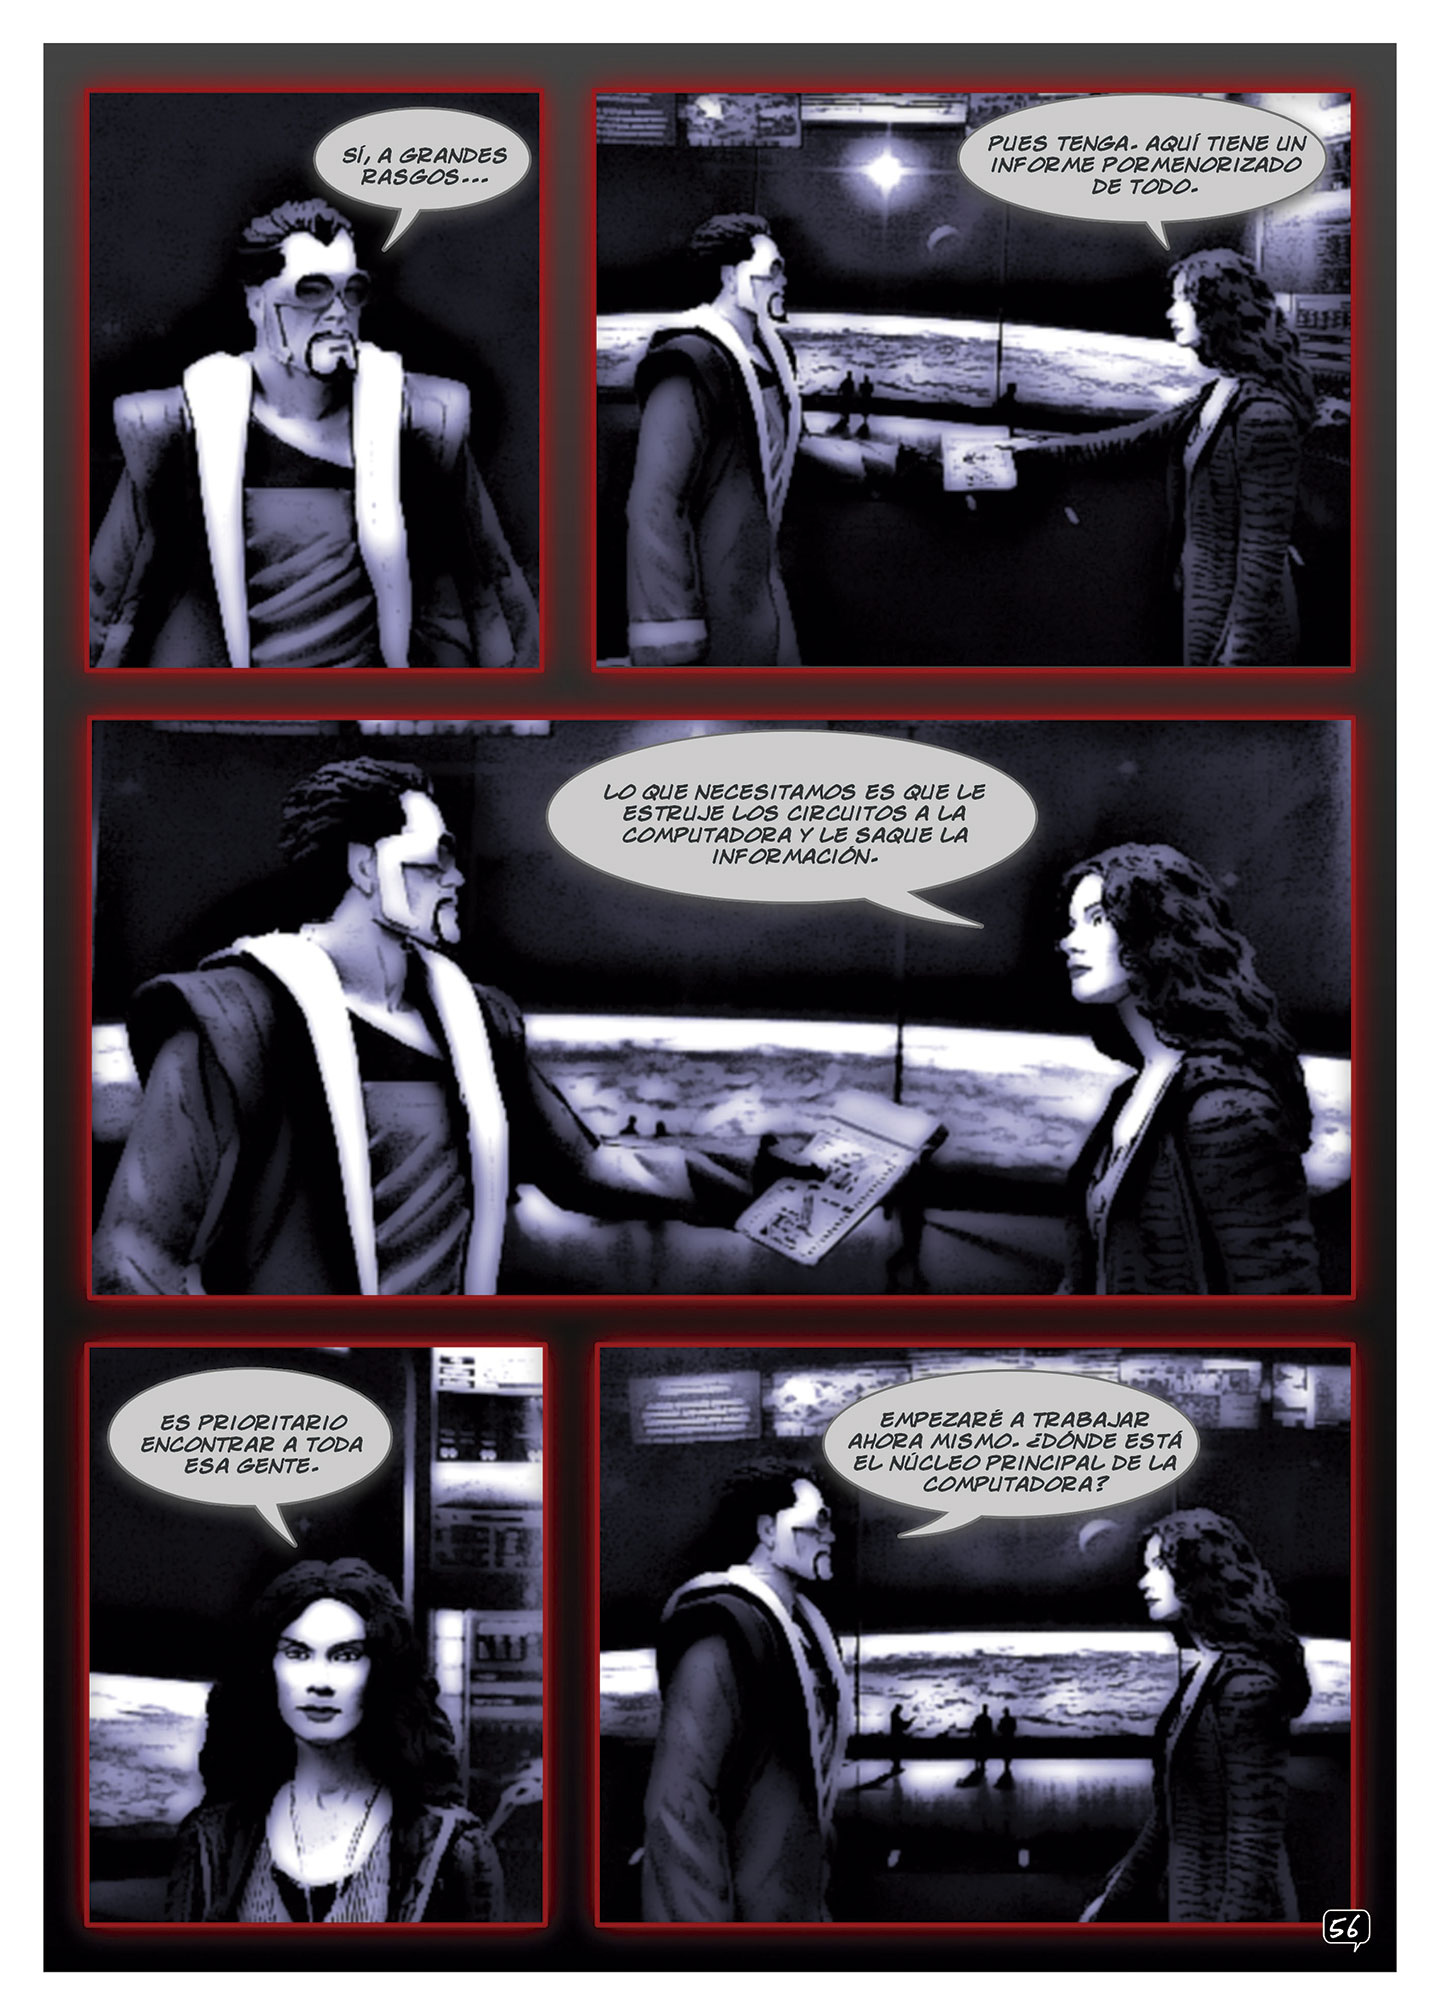 SÍ, A GRANDES
RASGOS...
PUES TENGA. AQUÍ TIENE UN
INFORME PORMENORIZADO
DE TODO.
LO QUE NECESITAMOS ES QUE LE
ESTRUJE LOS CIRCUITOS A LA
COMPUTADORA Y LE SAQUE LA
INFORMACIÓN.
ES PRIORITARIO
ENCONTRAR A TODA
ESA GENTE.
EMPEZARÉ A TRABAJAR
AHORA MISMO. ¿DÓNDE ESTÁ
EL NÚCLEO PRINCIPAL DE LA
COMPUTADORA?
56